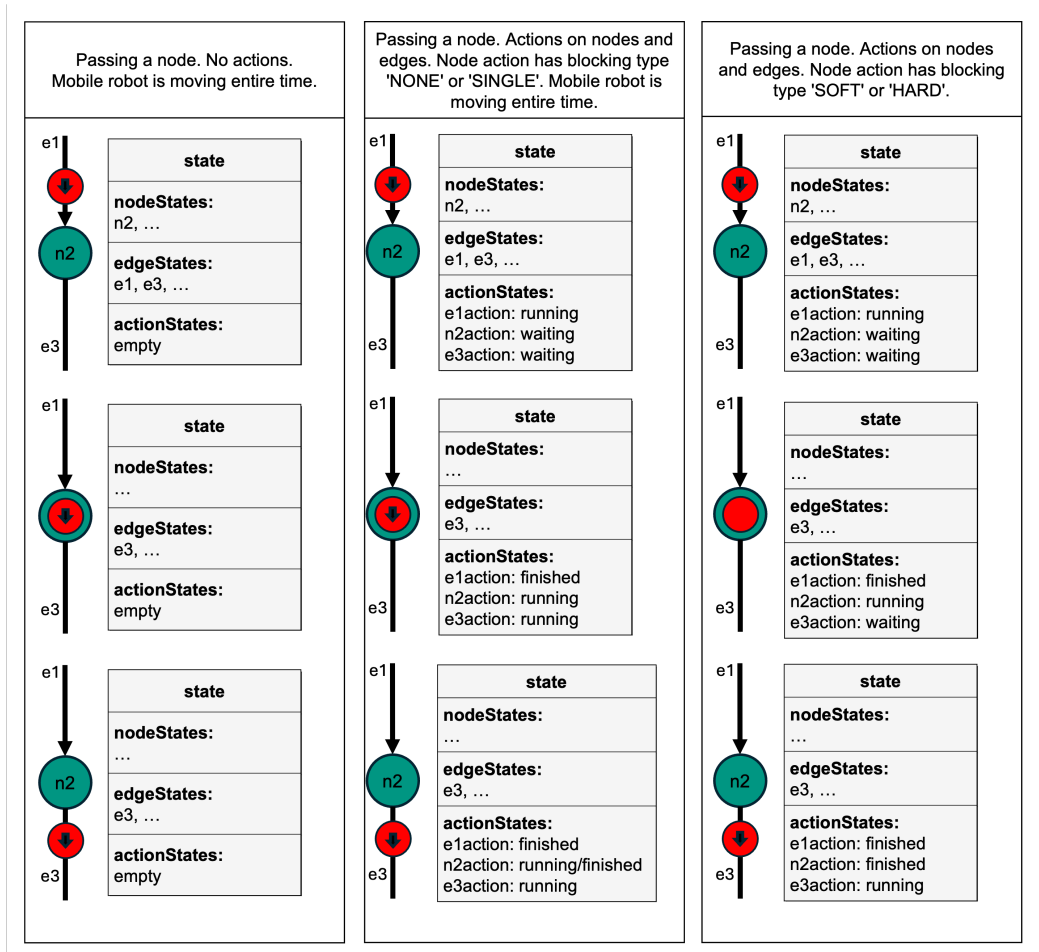 Passing a node. No actions.
Mobile robot is moving entire time.
e1
n2
e3
state
nodeStates:
n2, …
edgeStates:
e1, e3, …
actionStates:
empty
e1
e3
state
nodeStates:
…
edgeStates:
e3, …
actionStates:
empty
e1
n2
e3
state
nodeStates:
…
edgeStates:
e3, …
actionStates:
empty
Passing a node. Actions on nodes and
edges. Node action has blocking type
'NONE' or 'SINGLE'. Mobile robot is
moving entire time.
e1
n2
e3
state
nodeStates:
n2, …
edgeStates:
e1, e3, …
actionStates:
e1action: running
n2action: waiting
e3action: waiting
e1
e3
state
nodeStates:
…
edgeStates:
e3, …
actionStates:
e1action: finished
n2action: running
e3action: running
e1
n2
e3
state
nodeStates:
…
edgeStates:
e3, …
actionStates:
e1action: finished
n2action: running/finished
e3action: running
Passing a node. Actions on nodes
and edges. Node action has blocking
type 'SOFT' or 'HARD'.
e1
n2
e3
state
nodeStates:
n2, …
edgeStates:
e1, e3, …
actionStates:
e1action: running
n2action: waiting
e3action: waiting
e1
e3
state
nodeStates:
…
edgeStates:
e3, …
actionStates:
e1action: finished
n2action: running
e3action: waiting
e1
n2
e3
state
nodeStates:
…
edgeStates:
e3, …
actionStates:
e1action: finished
n2action: finished
e3action: running